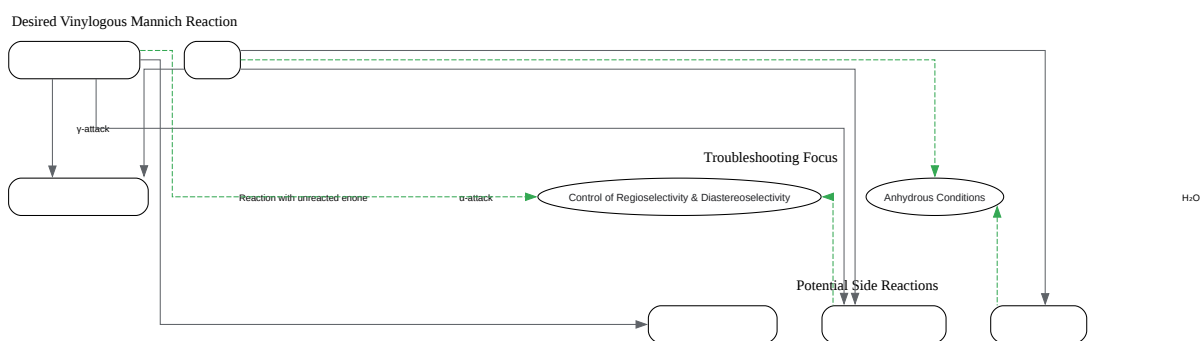 Desired Vinylogous Mannich Reaction
γ-attack
Troubleshooting Focus
Reaction with unreacted enone
α-attack
Control of Regioselectivity & Diastereoselectivity
Anhydrous Conditions
H₂O
Potential Side Reactions